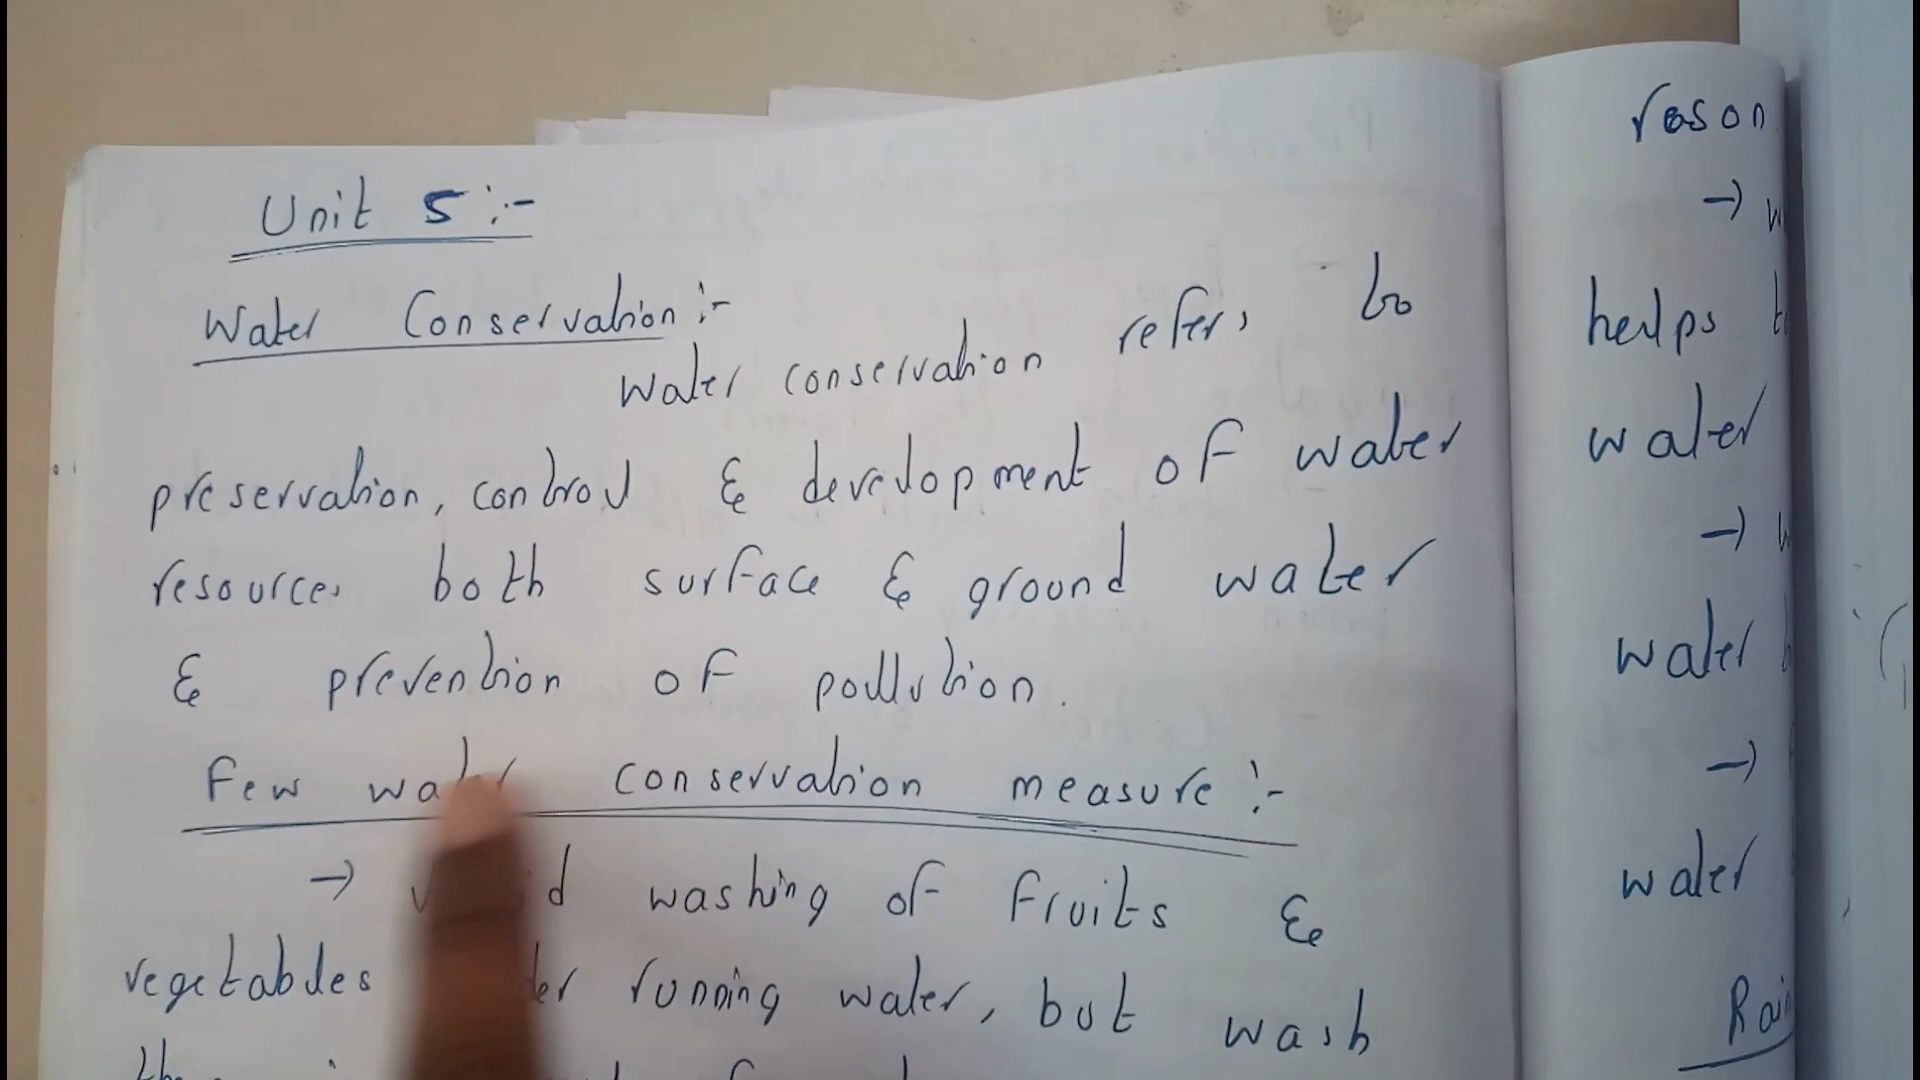 Unit 5 :-
Water Conservation :-
Water conservation refers to
preservation, control & development of water
resources both surface & ground water
& prevention of pollution.
Few water conservation measure :-
→ washing of fruits &
vegetables running water, but wash
reason
→
helps
water
→
water
→
water